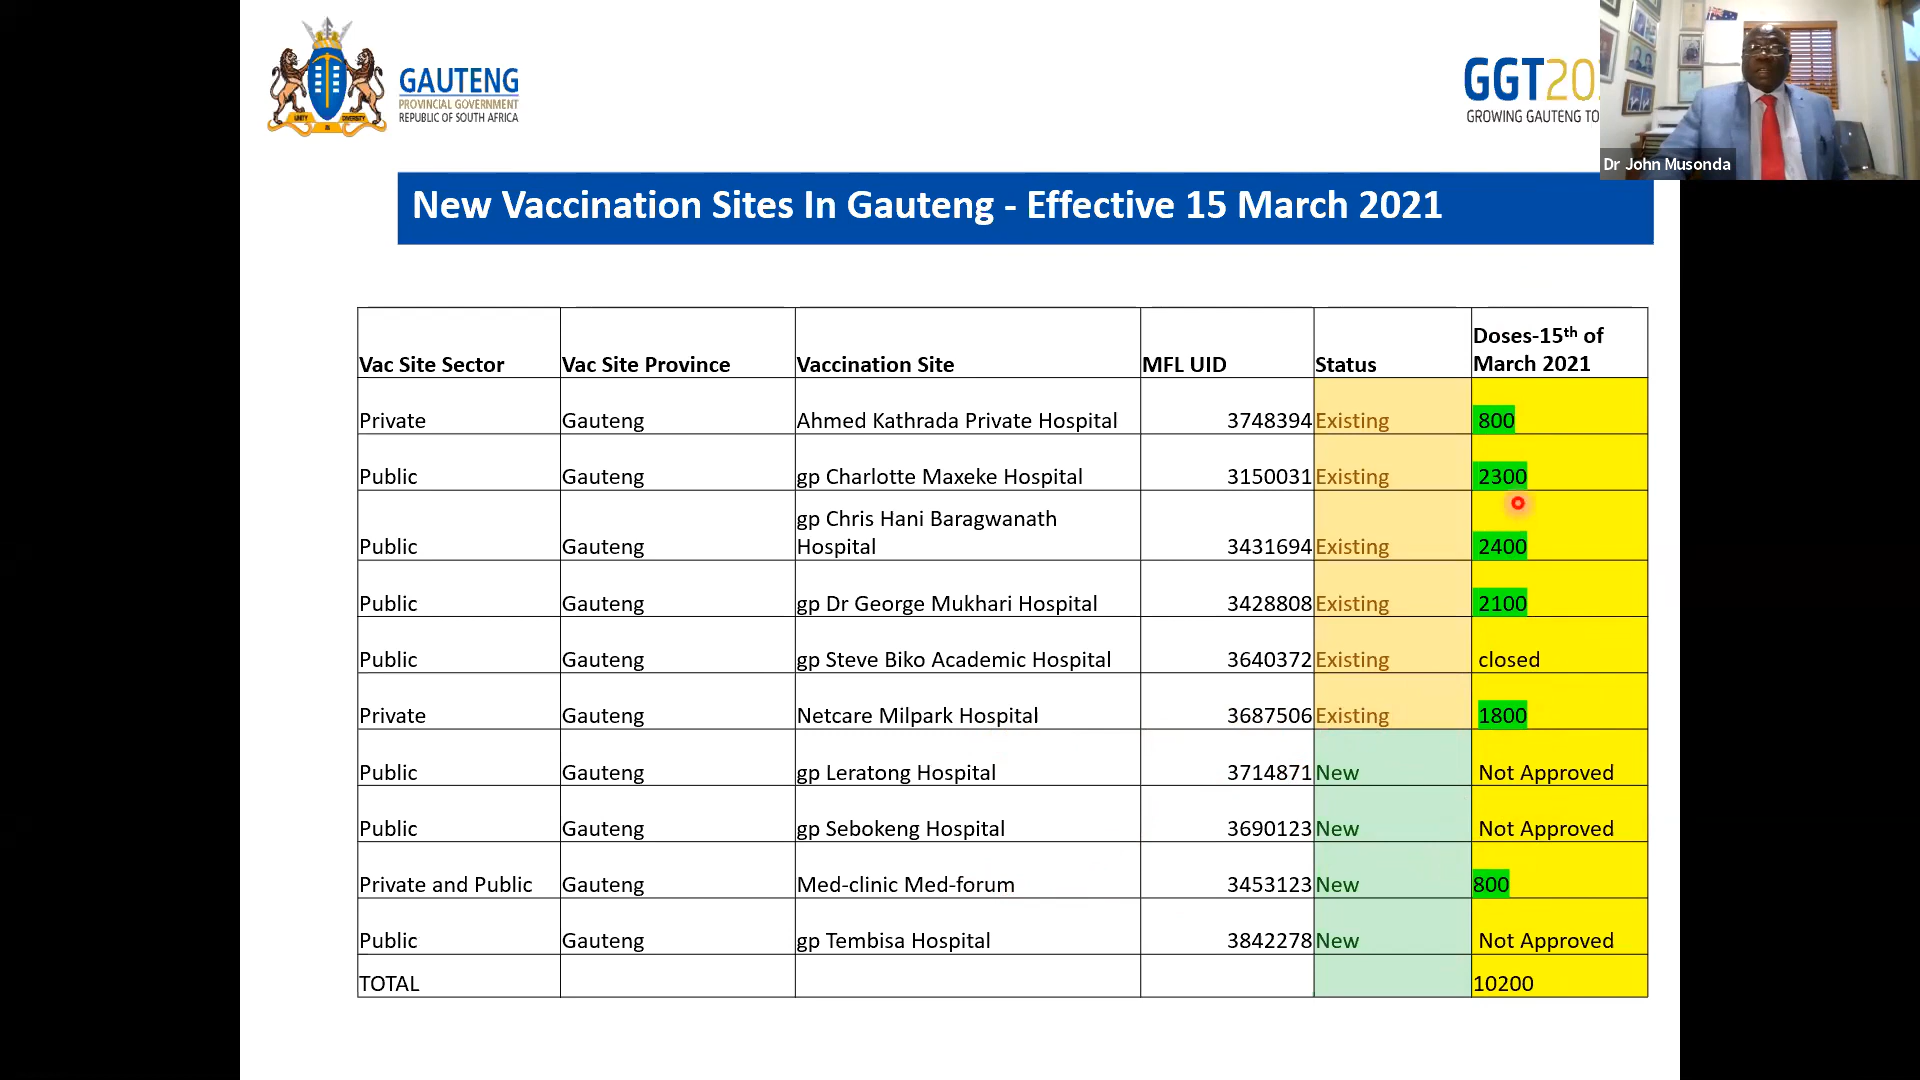 GAUTENG
PROVINCIAL GOVERNMENT
REPUBLIC OF SOUTH AFRICA
UNITY IN DIVERSITY
GGT20
GROWING GAUTENG TO
Dr John Musonda
New Vaccination Sites In Gauteng - Effective 15 March 2021
Vac Site Sector Vac Site Province Vaccination Site MFL UID Status Doses-15th of March 2021
Private Gauteng Ahmed Kathrada Private Hospital 3748394 Existing 800
Public Gauteng gp Charlotte Maxeke Hospital 3150031 Existing 2300
Public Gauteng gp Chris Hani Baragwanath Hospital 3431694 Existing 2400
Public Gauteng gp Dr George Mukhari Hospital 3428808 Existing 2100
Public Gauteng gp Steve Biko Academic Hospital 3640372 Existing closed
Private Gauteng Netcare Milpark Hospital 3687506 Existing 1800
Public Gauteng gp Leratong Hospital 3714871 New Not Approved
Public Gauteng gp Sebokeng Hospital 3690123 New Not Approved
Private and Public Gauteng Med-clinic Med-forum 3453123 New 800
Public Gauteng gp Tembisa Hospital 3842278 New Not Approved
TOTAL 10200